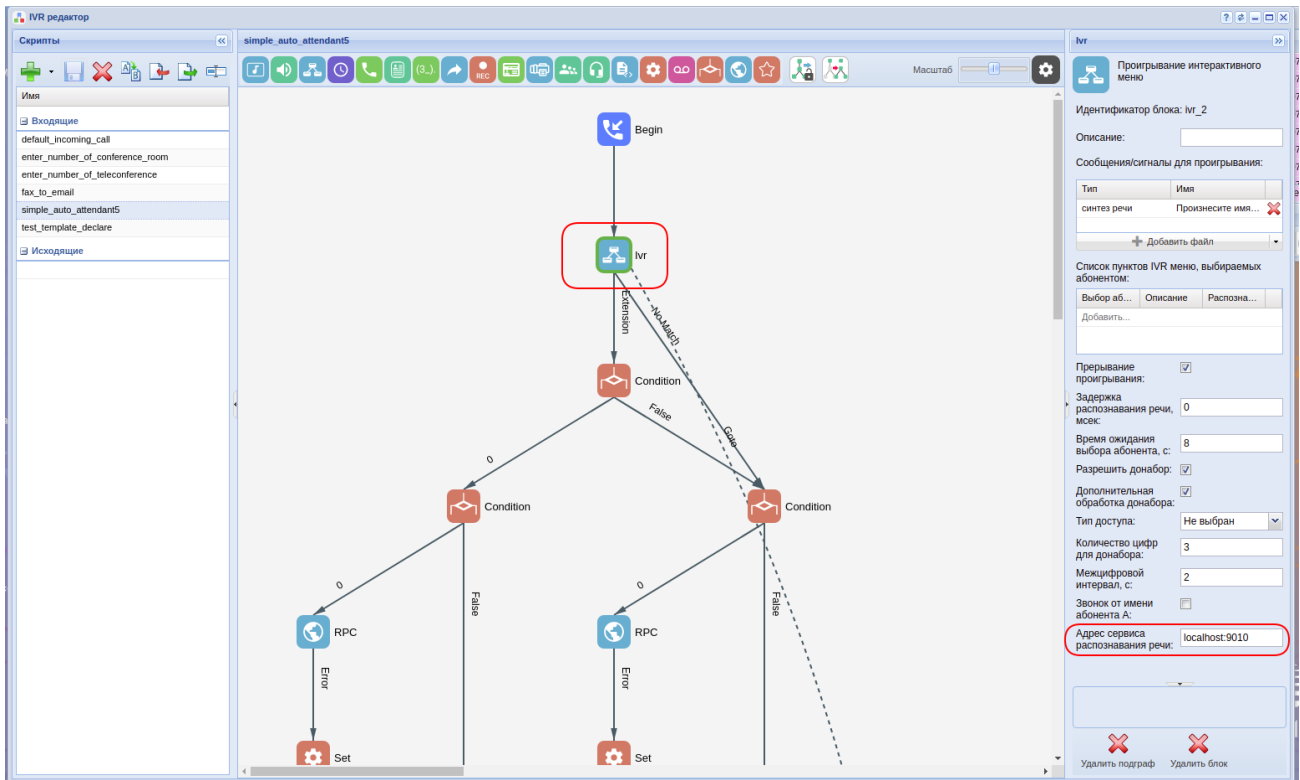 IVR редактор
Скрипты
simple_auto_attendant5
Ivr
REC
(3..)
Масштаб
Имя
Входящие
default_incoming_call
enter_number_of_conference_room
enter_number_of_teleconference
fax_to_email
simple_auto_attendant5
test_template_declare
Исходящие
Begin
Ivr
Extension
No Match
Condition
False
Goto
0
Condition
Condition
0
0
False
False
RPC
RPC
Error
Error
Set
Set
Проигрывание интерактивного
меню
Идентификатор блока: ivr_2
Описание:
Сообщения/сигналы для проигрывания:
Тип Имя
синтез речи Произнесите имя...
Добавить файл
Список пунктов IVR меню, выбираемых
абонентом:
Выбор аб... Описание Распозна...
Добавить...
Прерывание
проигрывания:
Задержка
распознавания речи, 0
мсек:
Время ожидания
выбора абонента, с: 8
Разрешить донабор:
Дополнительная
обработка донабора:
Тип доступа: Не выбран
Количество цифр
для донабора: 3
Межцифровой
интервал, с: 2
Звонок от имени
абонента А:
Адрес сервиса
распознавания речи: localhost:9010
Удалить подграф Удалить блок